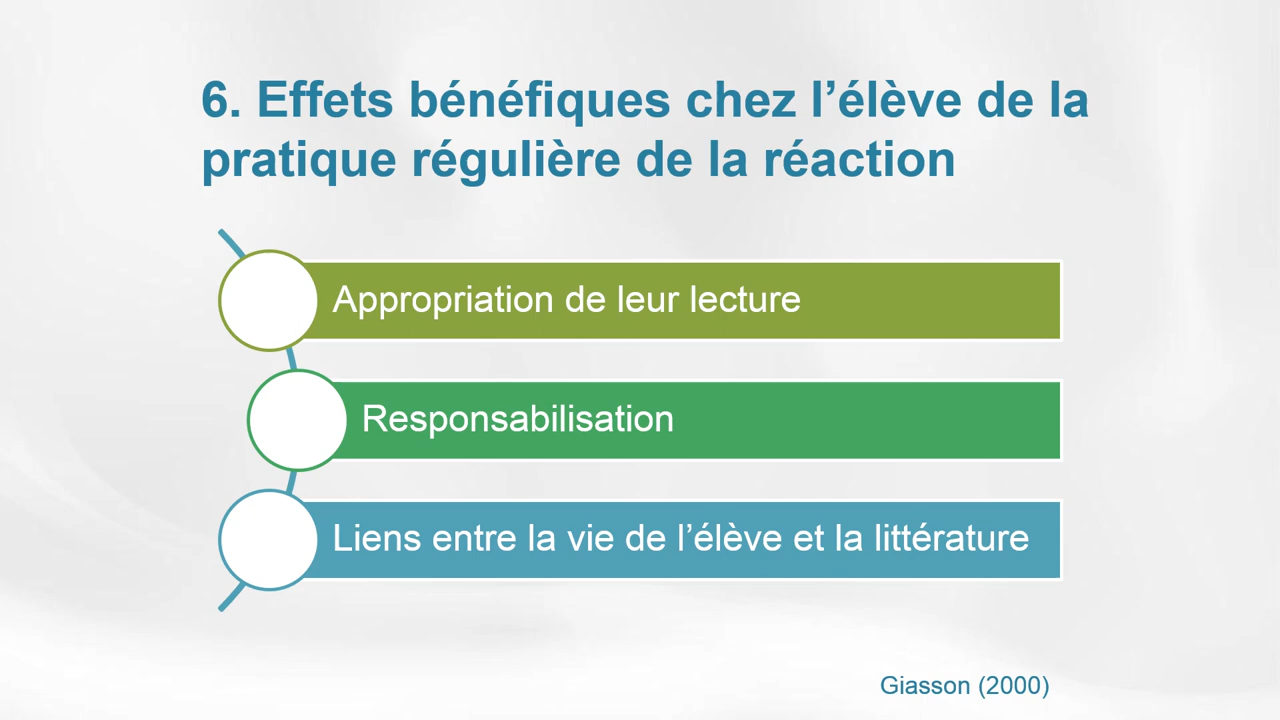 6. Effets bénéfiques chez l’élève de la
pratique régulière de la réaction
Appropriation de leur lecture
Responsabilisation
Liens entre la vie de l’élève et la littérature
Giasson (2000)